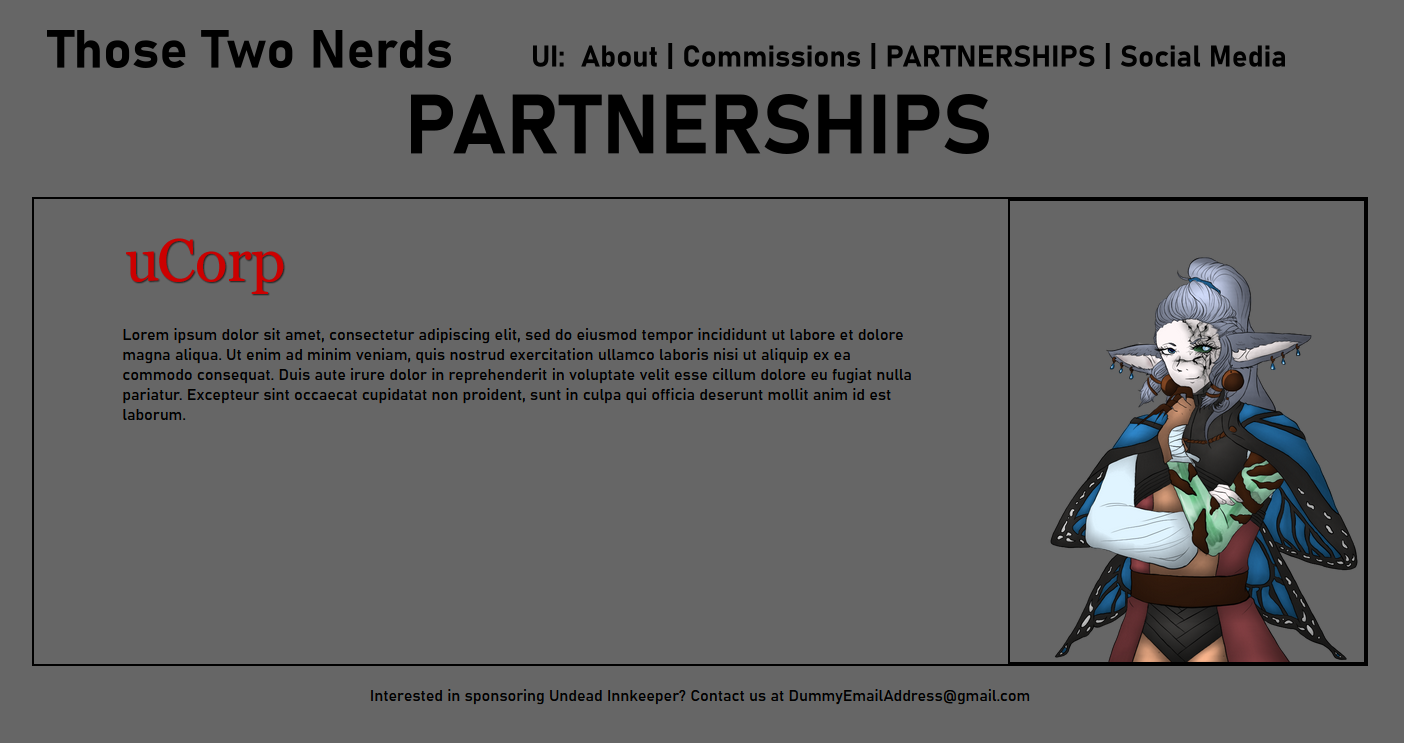 Those Two Nerds
UI: About | Commissions | PARTNERSHIPS | Social Media
PARTNERSHIPS
uCorp
Lorem ipsum dolor sit amet, consectetur adipiscing elit, sed do eiusmod tempor incididunt ut labore et dolore
magna aliqua. Ut enim ad minim veniam, quis nostrud exercitation ullamco laboris nisi ut aliquip ex ea
commodo consequat. Duis aute irure dolor in reprehenderit in voluptate velit esse cillum dolore eu fugiat nulla
pariatur. Excepteur sint occaecat cupidatat non proident, sunt in culpa qui officia deserunt mollit anim id est
laborum.
Interested in sponsoring Undead Innkeeper? Contact us at DummyEmailAddress@gmail.com